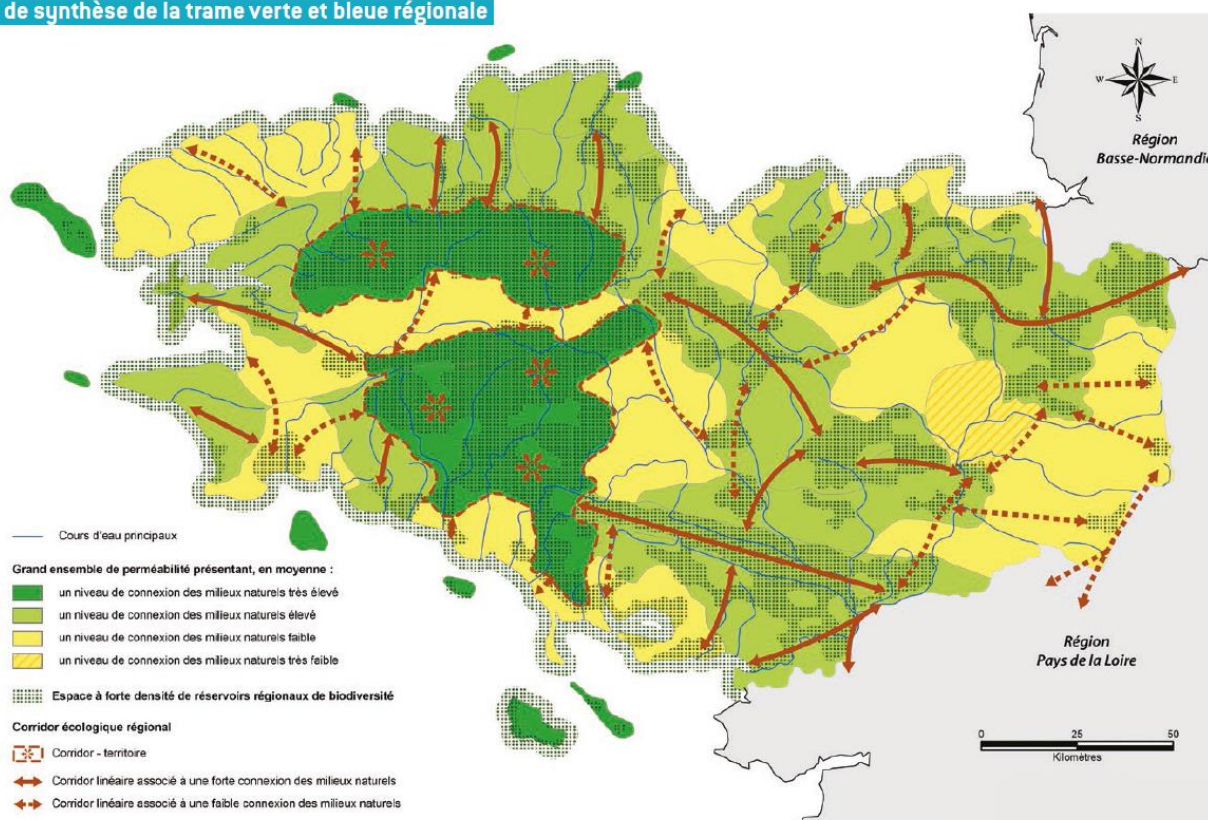 de synthèse de la trame verte et bleue régionale
N
W
E
S
Région
Basse-Normandie
Cours d'eau principaux
Grand ensemble de perméabilité présentant, en moyenne :
un niveau de connexion des milieux naturels très élevé
un niveau de connexion des milieux naturels élevé
un niveau de connexion des milieux naturels faible
un niveau de connexion des milieux naturels très faible
Espace à forte densité de réservoirs régionaux de biodiversité
Corridor écologique régional
Corridor - territoire
Corridor linéaire associé à une forte connexion des milieux naturels
Corridor linéaire associé à une faible connexion des milieux naturels
Région
Pays de la Loire
0 25 50
Kilomètres